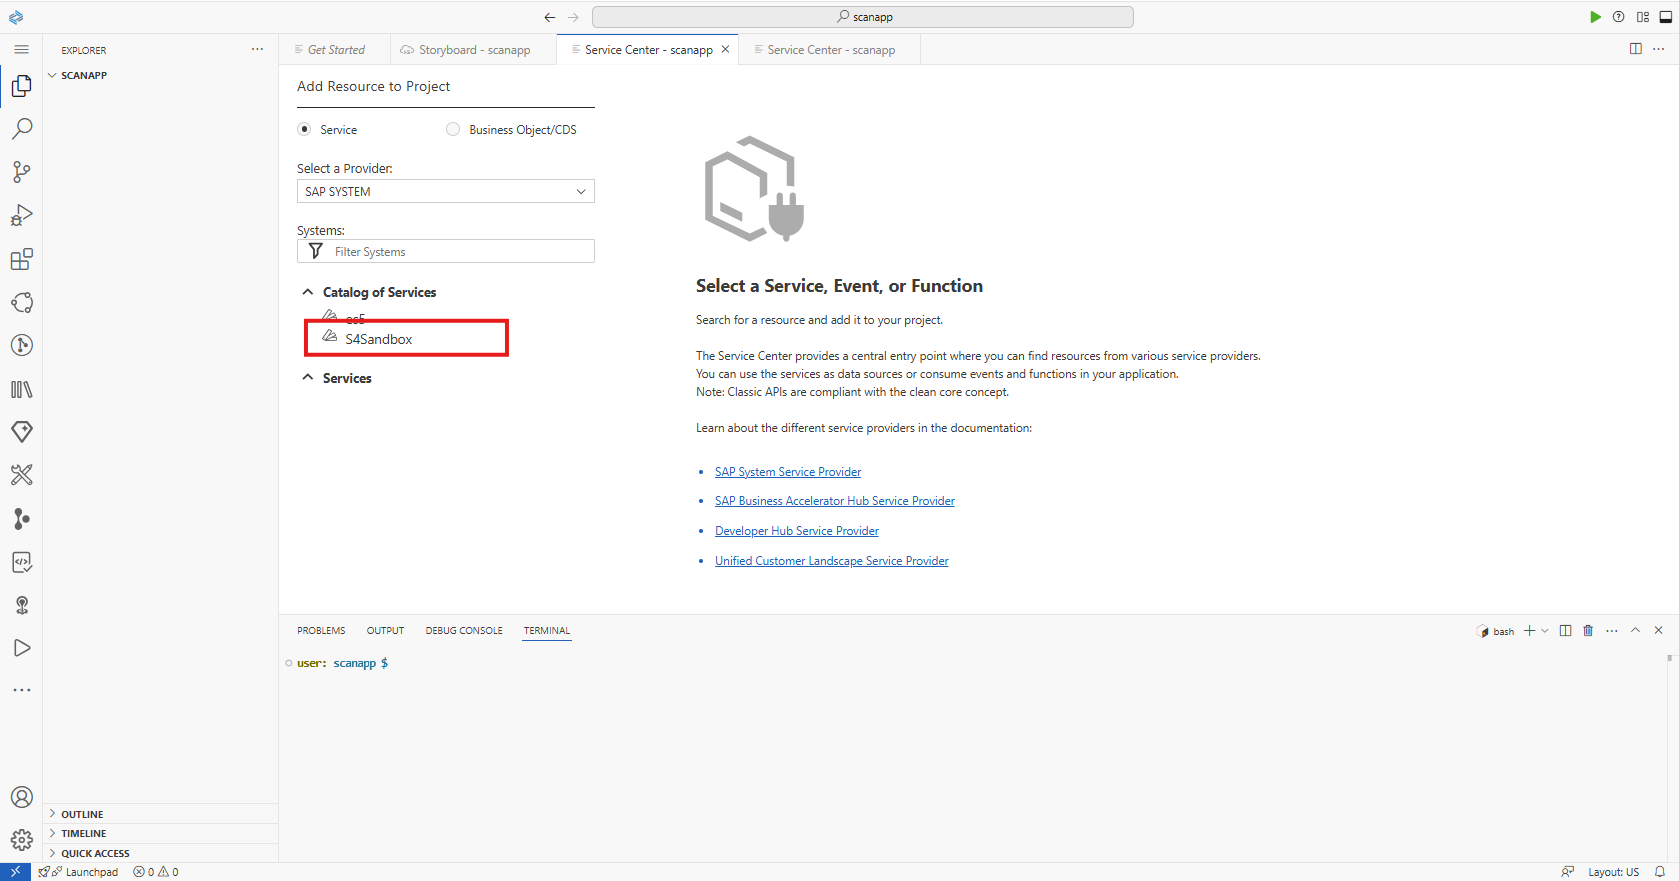 scanapp
EXPLORER
SCANAPP
Get Started
Storyboard - scanapp
Service Center - scanapp
Service Center - scanapp
Add Resource to Project
Service
Business Object/CDS
Select a Provider:
SAP SYSTEM
Systems:
Filter Systems
Catalog of Services
es5
S4Sandbox
Services
Select a Service, Event, or Function
Search for a resource and add it to your project.
The Service Center provides a central entry point where you can find resources from various service providers.
You can use the services as data sources or consume events and functions in your application.
Note: Classic APIs are compliant with the clean core concept.
Learn about the different service providers in the documentation:
• SAP System Service Provider
• SAP Business Accelerator Hub Service Provider
• Developer Hub Service Provider
• Unified Customer Landscape Service Provider
PROBLEMS
OUTPUT
DEBUG CONSOLE
TERMINAL
bash
user: scanapp $
OUTLINE
TIMELINE
QUICK ACCESS
Launchpad
0
0
Layout: US